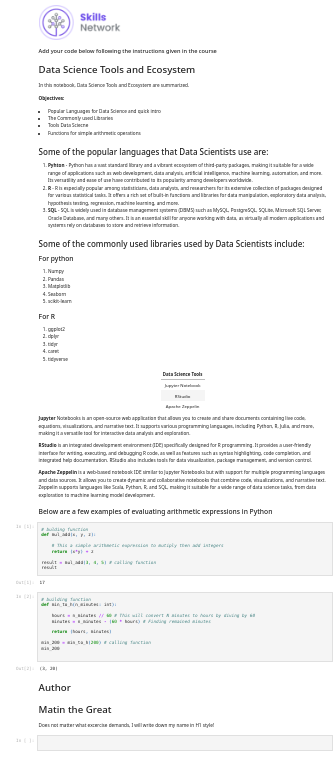 Skills
Network
Add your code below following the instructions given in the course
Data Science Tools and Ecosystem
In this notebook, Data Science Tools and Ecosystem are summarized.
Objectives:
Popular Languages for Data Science and quick intro
The Commonly used Libraries
Tools Data Sciecne
Functions for simple arithmetic operations
Some of the popular languages that Data Scientists use are:
1. Pyhton - Python has a vast standard library and a vibrant ecosystem of third-party packages, making it suitable for a wide
range of applications such as web development, data analysis, artificial intelligence, machine learning, automation, and more.
Its versatility and ease of use have contributed to its popularity among developers worldwide.
2. R - R is especially popular among statisticians, data analysts, and researchers for its extensive collection of packages designed
for various statistical tasks. It offers a rich set of built-in functions and libraries for data manipulation, exploratory data analysis,
hypothesis testing, regression, machine learning, and more.
3. SQL - SQL is widely used in database management systems (DBMS) such as MySQL, PostgreSQL, SQLite, Microsoft SQL Server,
Oracle Database, and many others. It is an essential skill for anyone working with data, as virtually all modern applications and
systems rely on databases to store and retrieve information.
Some of the commonly used libraries used by Data Scientists include:
For python
1. Numpy
2. Pandas
3. Matplotlib
4. Seaborn
5. scikit-learn
For R
1. ggplot2
2. dplyr
3. tidyr
4. caret
5. tidyverse
Data Science Tools
Jupyter Notebook
RStudio
Apache Zeppelin
Jupyter Notebooks is an open-source web application that allows you to create and share documents containing live code,
equations, visualizations, and narrative text. It supports various programming languages, including Python, R, Julia, and more,
making it a versatile tool for interactive data analysis and exploration.
RStudio is an integrated development environment (IDE) specifically designed for R programming. It provides a user-friendly
interface for writing, executing, and debugging R code, as well as features such as syntax highlighting, code completion, and
integrated help documentation. RStudio also includes tools for data visualization, package management, and version control.
Apache Zeppelin is a web-based notebook IDE similar to Jupyter Notebooks but with support for multiple programming languages
and data sources. It allows you to create dynamic and collaborative notebooks that combine code, visualizations, and narrative text.
Zeppelin supports languages like Scala, Python, R, and SQL, making it suitable for a wide range of data science tasks, from data
exploration to machine learning model development.
Below are a few examples of evaluating arithmetic expressions in Python
# bulding function
def mul_add(x, y, z):
# This a simple arithmetic expression to mutiply then add integers
return (x*y) + z
result = mul_add(3, 4, 5) # calling function
result
17
# building function
def min_to_hr(n_minutes: int):
hours = n_minutes // 60 # This will convert N minutes to hours by diving by 60
minutes = n_minutes - (60 * hours) # Finding remained minutes
return (hours, minutes)
min_200 = min_to_h(200) # calling function
min_200
(3, 20)
Author
Matin the Great
Does not matter what excercise demands. I will write down my name in H1 style!